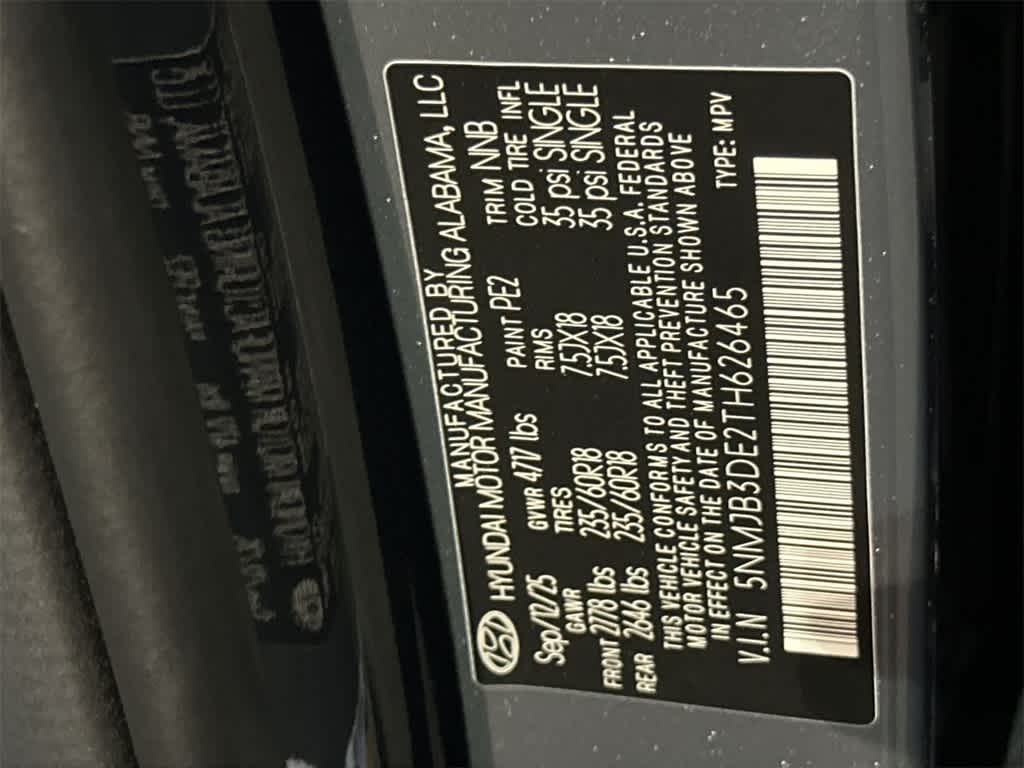 MANUFACTURED BY
HYUNDAI MOTOR MANUFACTURING ALABAMA, LLC
Sep/12/25 GVWR 4717 lbs PAINT PE2 TRIM NNB
GAWR TIRES RIMS COLD TIRE INFL
FRONT 2778 lbs 235/60R18 7.5JX18 35 psi SINGLE
REAR 2646 lbs 235/60R18 7.5JX18 35 psi SINGLE
THIS VEHICLE CONFORMS TO ALL APPLICABLE U.S.A. FEDERAL
MOTOR VEHICLE SAFETY AND THEFT PREVENTION STANDARDS
IN EFFECT ON THE DATE OF MANUFACTURE SHOWN ABOVE
V.I.N 5NMJB3DE2TH626465 TYPE: MPV